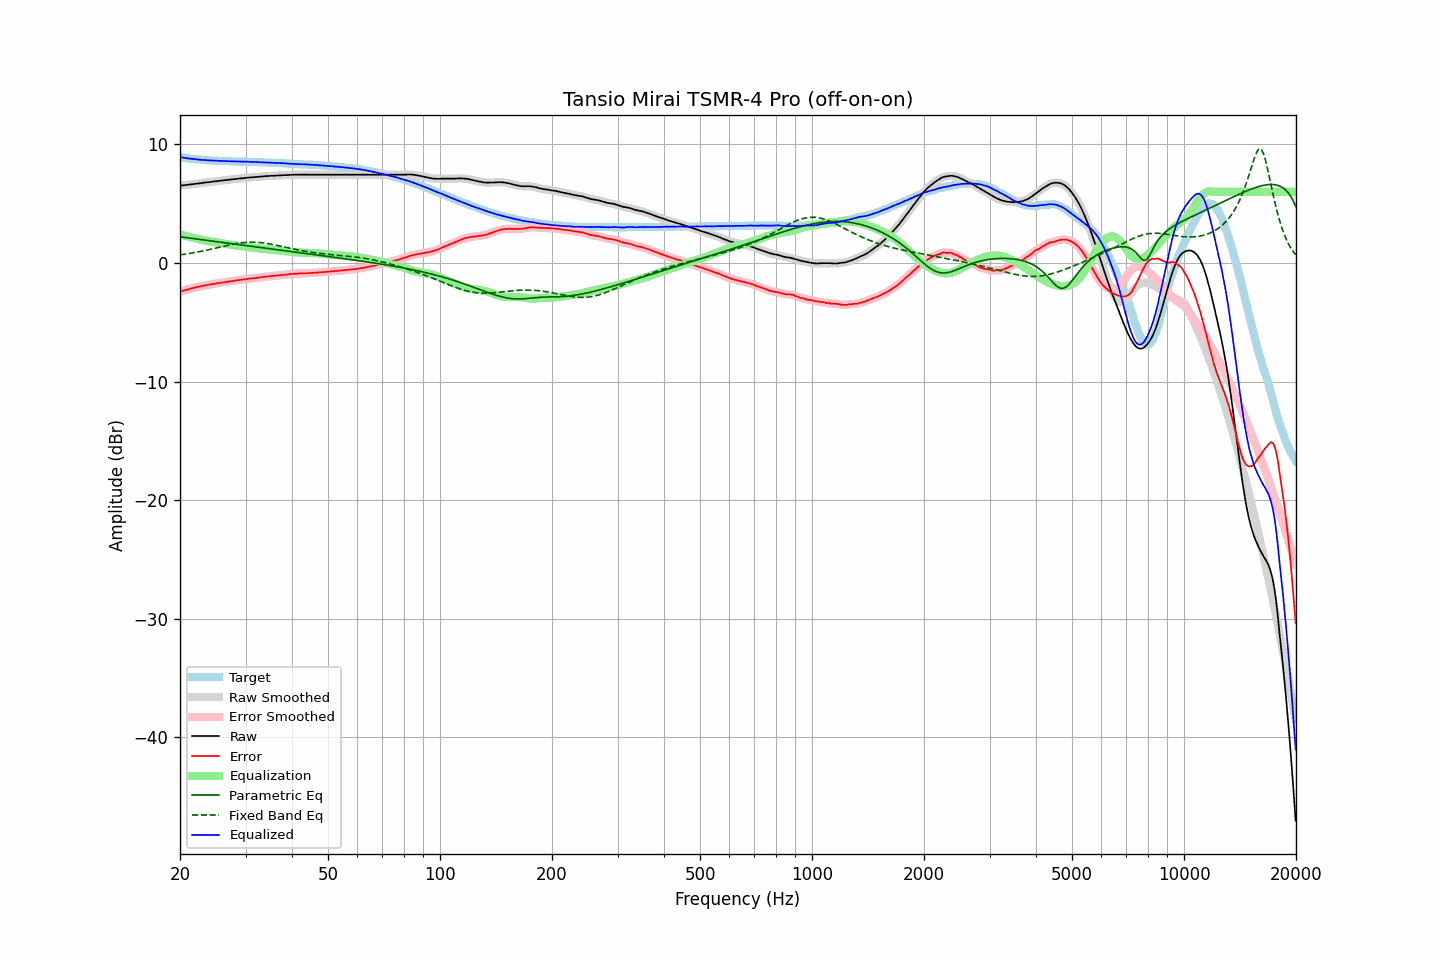 Tansio Mirai TSMR-4 Pro (off-on-on)
10
0
−10
−20
−30
−40
Amplitude (dBr)
Target
Raw Smoothed
Error Smoothed
Raw
Error
Equalization
Parametric Eq
Fixed Band Eq
Equalized
20 50 100 200 500 1000 2000 5000 10000 20000
Frequency (Hz)